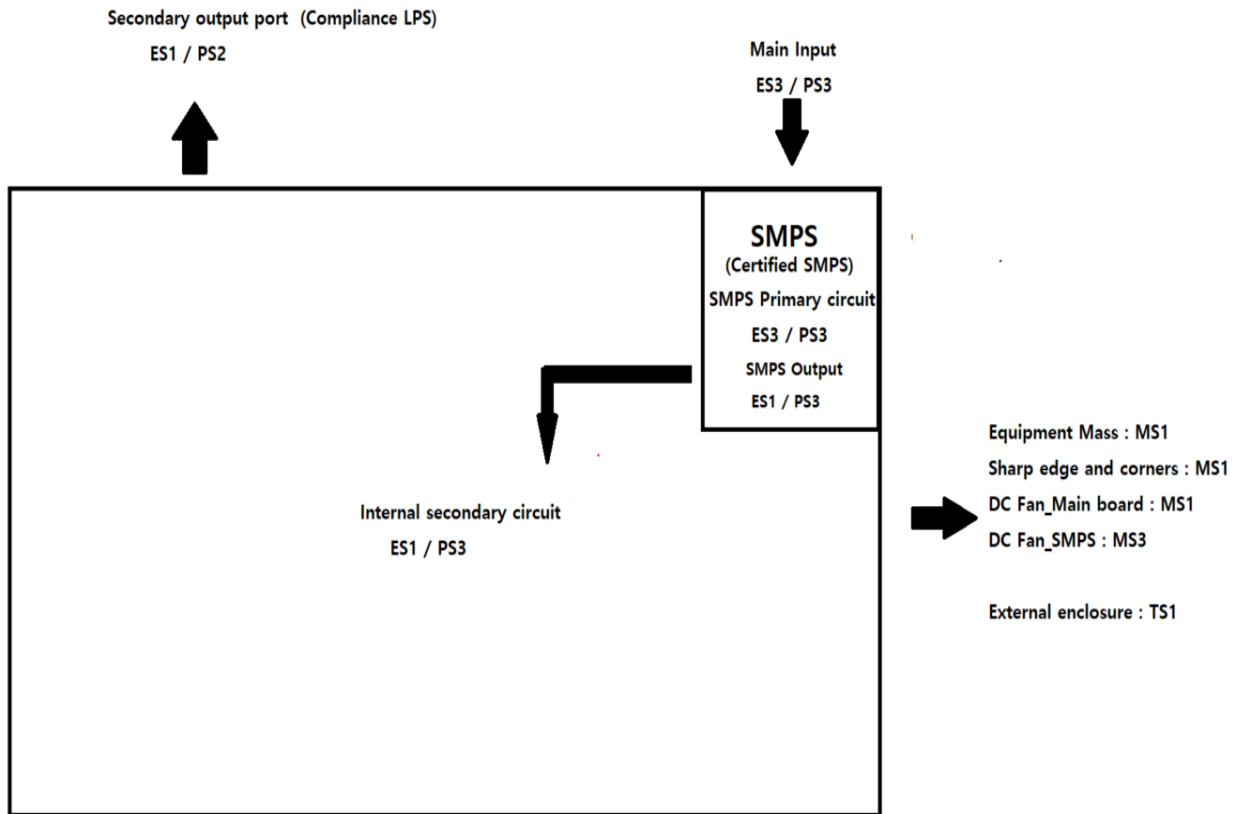 Secondary output port (Compliance LPS)
ES1 / PS2
Main Input
ES3 / PS3
SMPS
(Certified SMPS)
SMPS Primary circuit
ES3 / PS3
SMPS Output
ES1 / PS3
Internal secondary circuit
ES1 / PS3
Equipment Mass : MS1
Sharp edge and corners : MS1
DC Fan_Main board : MS1
DC Fan_SMPS : MS3
External enclosure : TS1